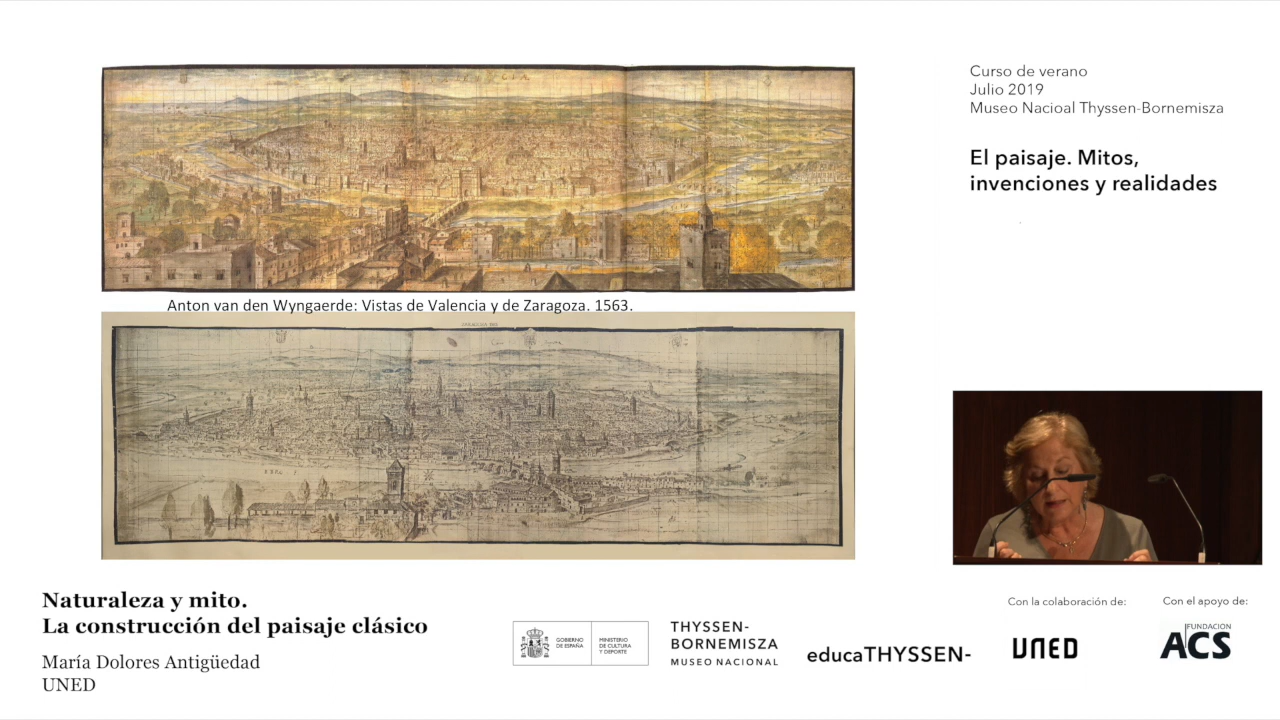 Curso de verano
Julio 2019
Museo Nacioal Thyssen-Bornemisza
El paisaje. Mitos,
invenciones y realidades
Anton van den Wyngaerde: Vistas de Valencia y de Zaragoza. 1563.
Naturaleza y mito.
La construcción del paisaje clásico
María Dolores Antigüedad
UNED
GOBIERNO
DE ESPAÑA
MINISTERIO
DE CULTURA
Y DEPORTE
THYSSEN-
BORNEMISZA
MUSEO NACIONAL
educaTHYSSEN-
Con la colaboración de:
UNED
Con el apoyo de:
FUNDACION
ACS